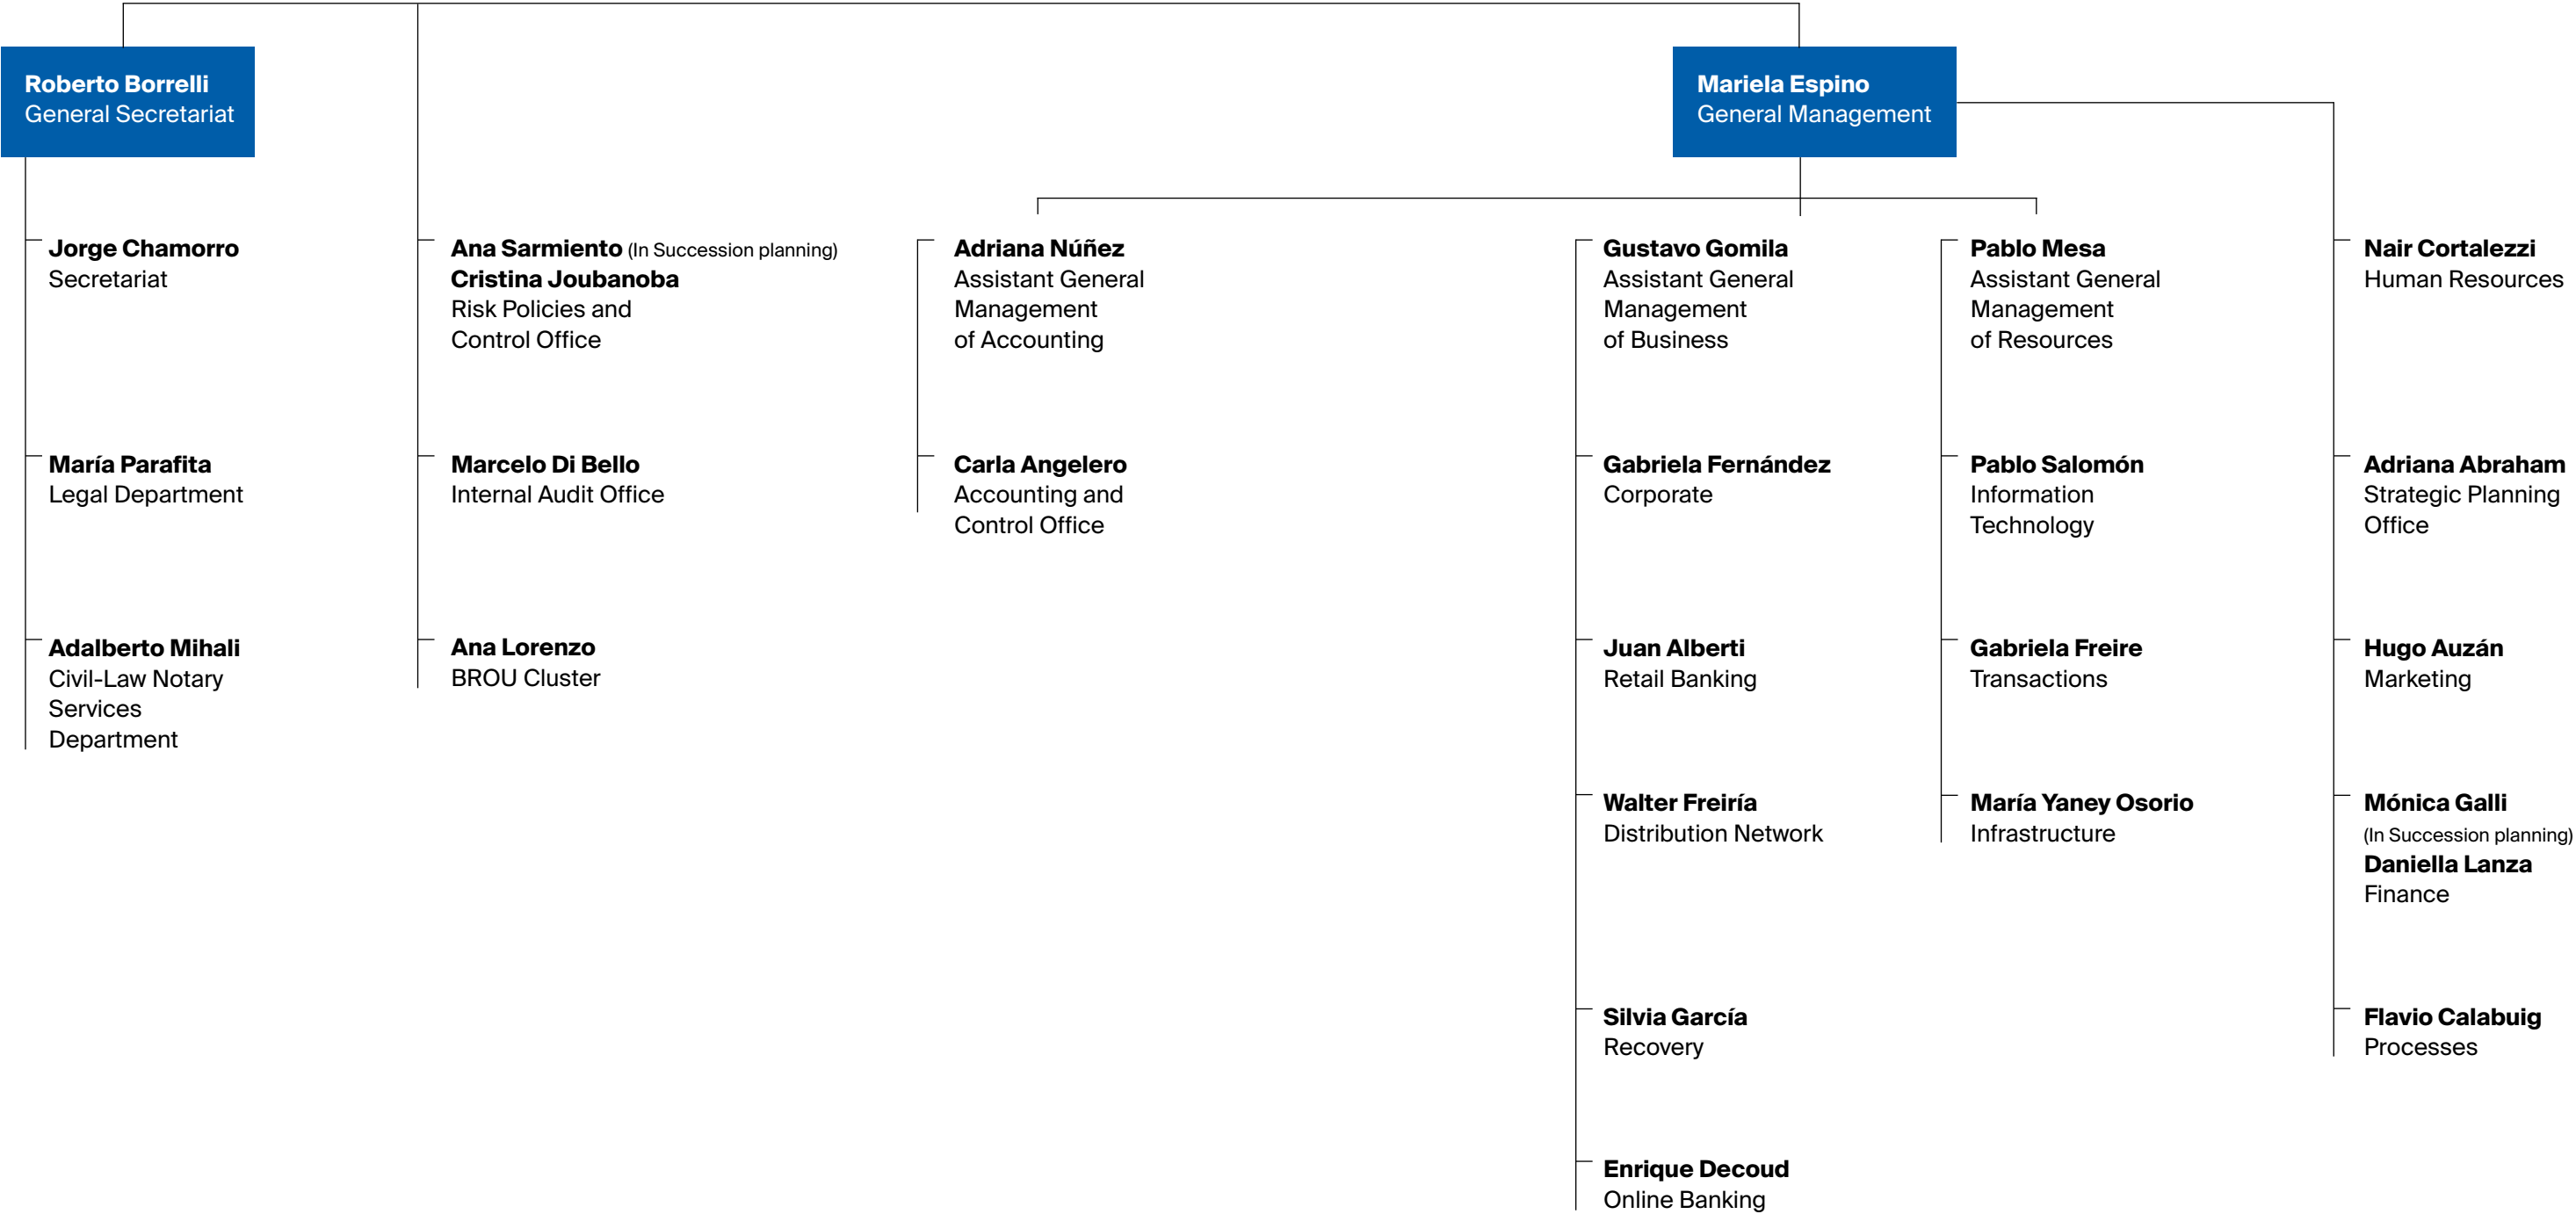 Roberto Borrelli
General Secretariat
Mariela Espino
General Management
Jorge Chamorro
Secretariat
María Parafita
Legal Department
Adalberto Mihali
Civil-Law Notary
Services
Department
Ana Sarmiento (In Succession planning)
Cristina Joubanoba
Risk Policies and
Control Office
Marcelo Di Bello
Internal Audit Office
Ana Lorenzo
BROU Cluster
Adriana Núñez
Assistant General
Management
of Accounting
Carla Angelero
Accounting and
Control Office
Gustavo Gomila
Assistant General
Management
of Business
Gabriela Fernández
Corporate
Juan Alberti
Retail Banking
Walter Freiría
Distribution Network
Silvia García
Recovery
Enrique Decoud
Online Banking
Pablo Mesa
Assistant General
Management
of Resources
Pablo Salomón
Information
Technology
Gabriela Freire
Transactions
María Yaney Osorio
Infrastructure
Nair Cortalezzi
Human Resources
Adriana Abraham
Strategic Planning
Office
Hugo Auzán
Marketing
Mónica Galli
(In Succession planning)
Daniella Lanza
Finance
Flavio Calabuig
Processes